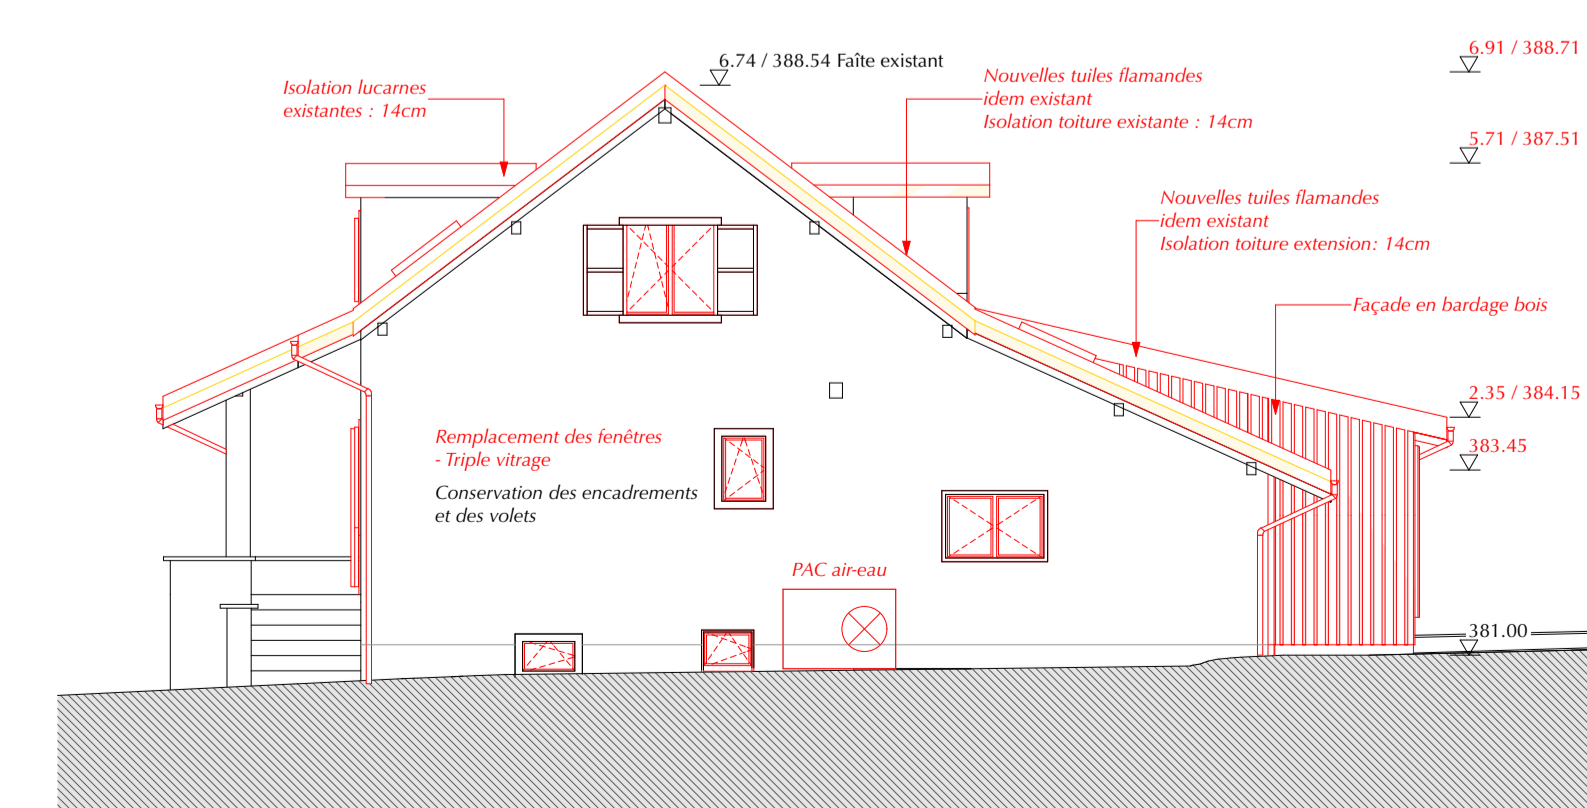 6.91 / 388.71
6.74 / 388.54 Faîte existant
Isolation lucarnes
existantes : 14cm
Nouvelles tuiles flamandes
idem existant
Isolation toiture existante : 14cm
5.71 / 387.51
Nouvelles tuiles flamandes
idem existant
Isolation toiture extension: 14cm
Façade en bardage bois
2.35 / 384.15
383.45
Remplacement des fenêtres
- Triple vitrage
Conservation des encadrements
et des volets
PAC air-eau
381.00